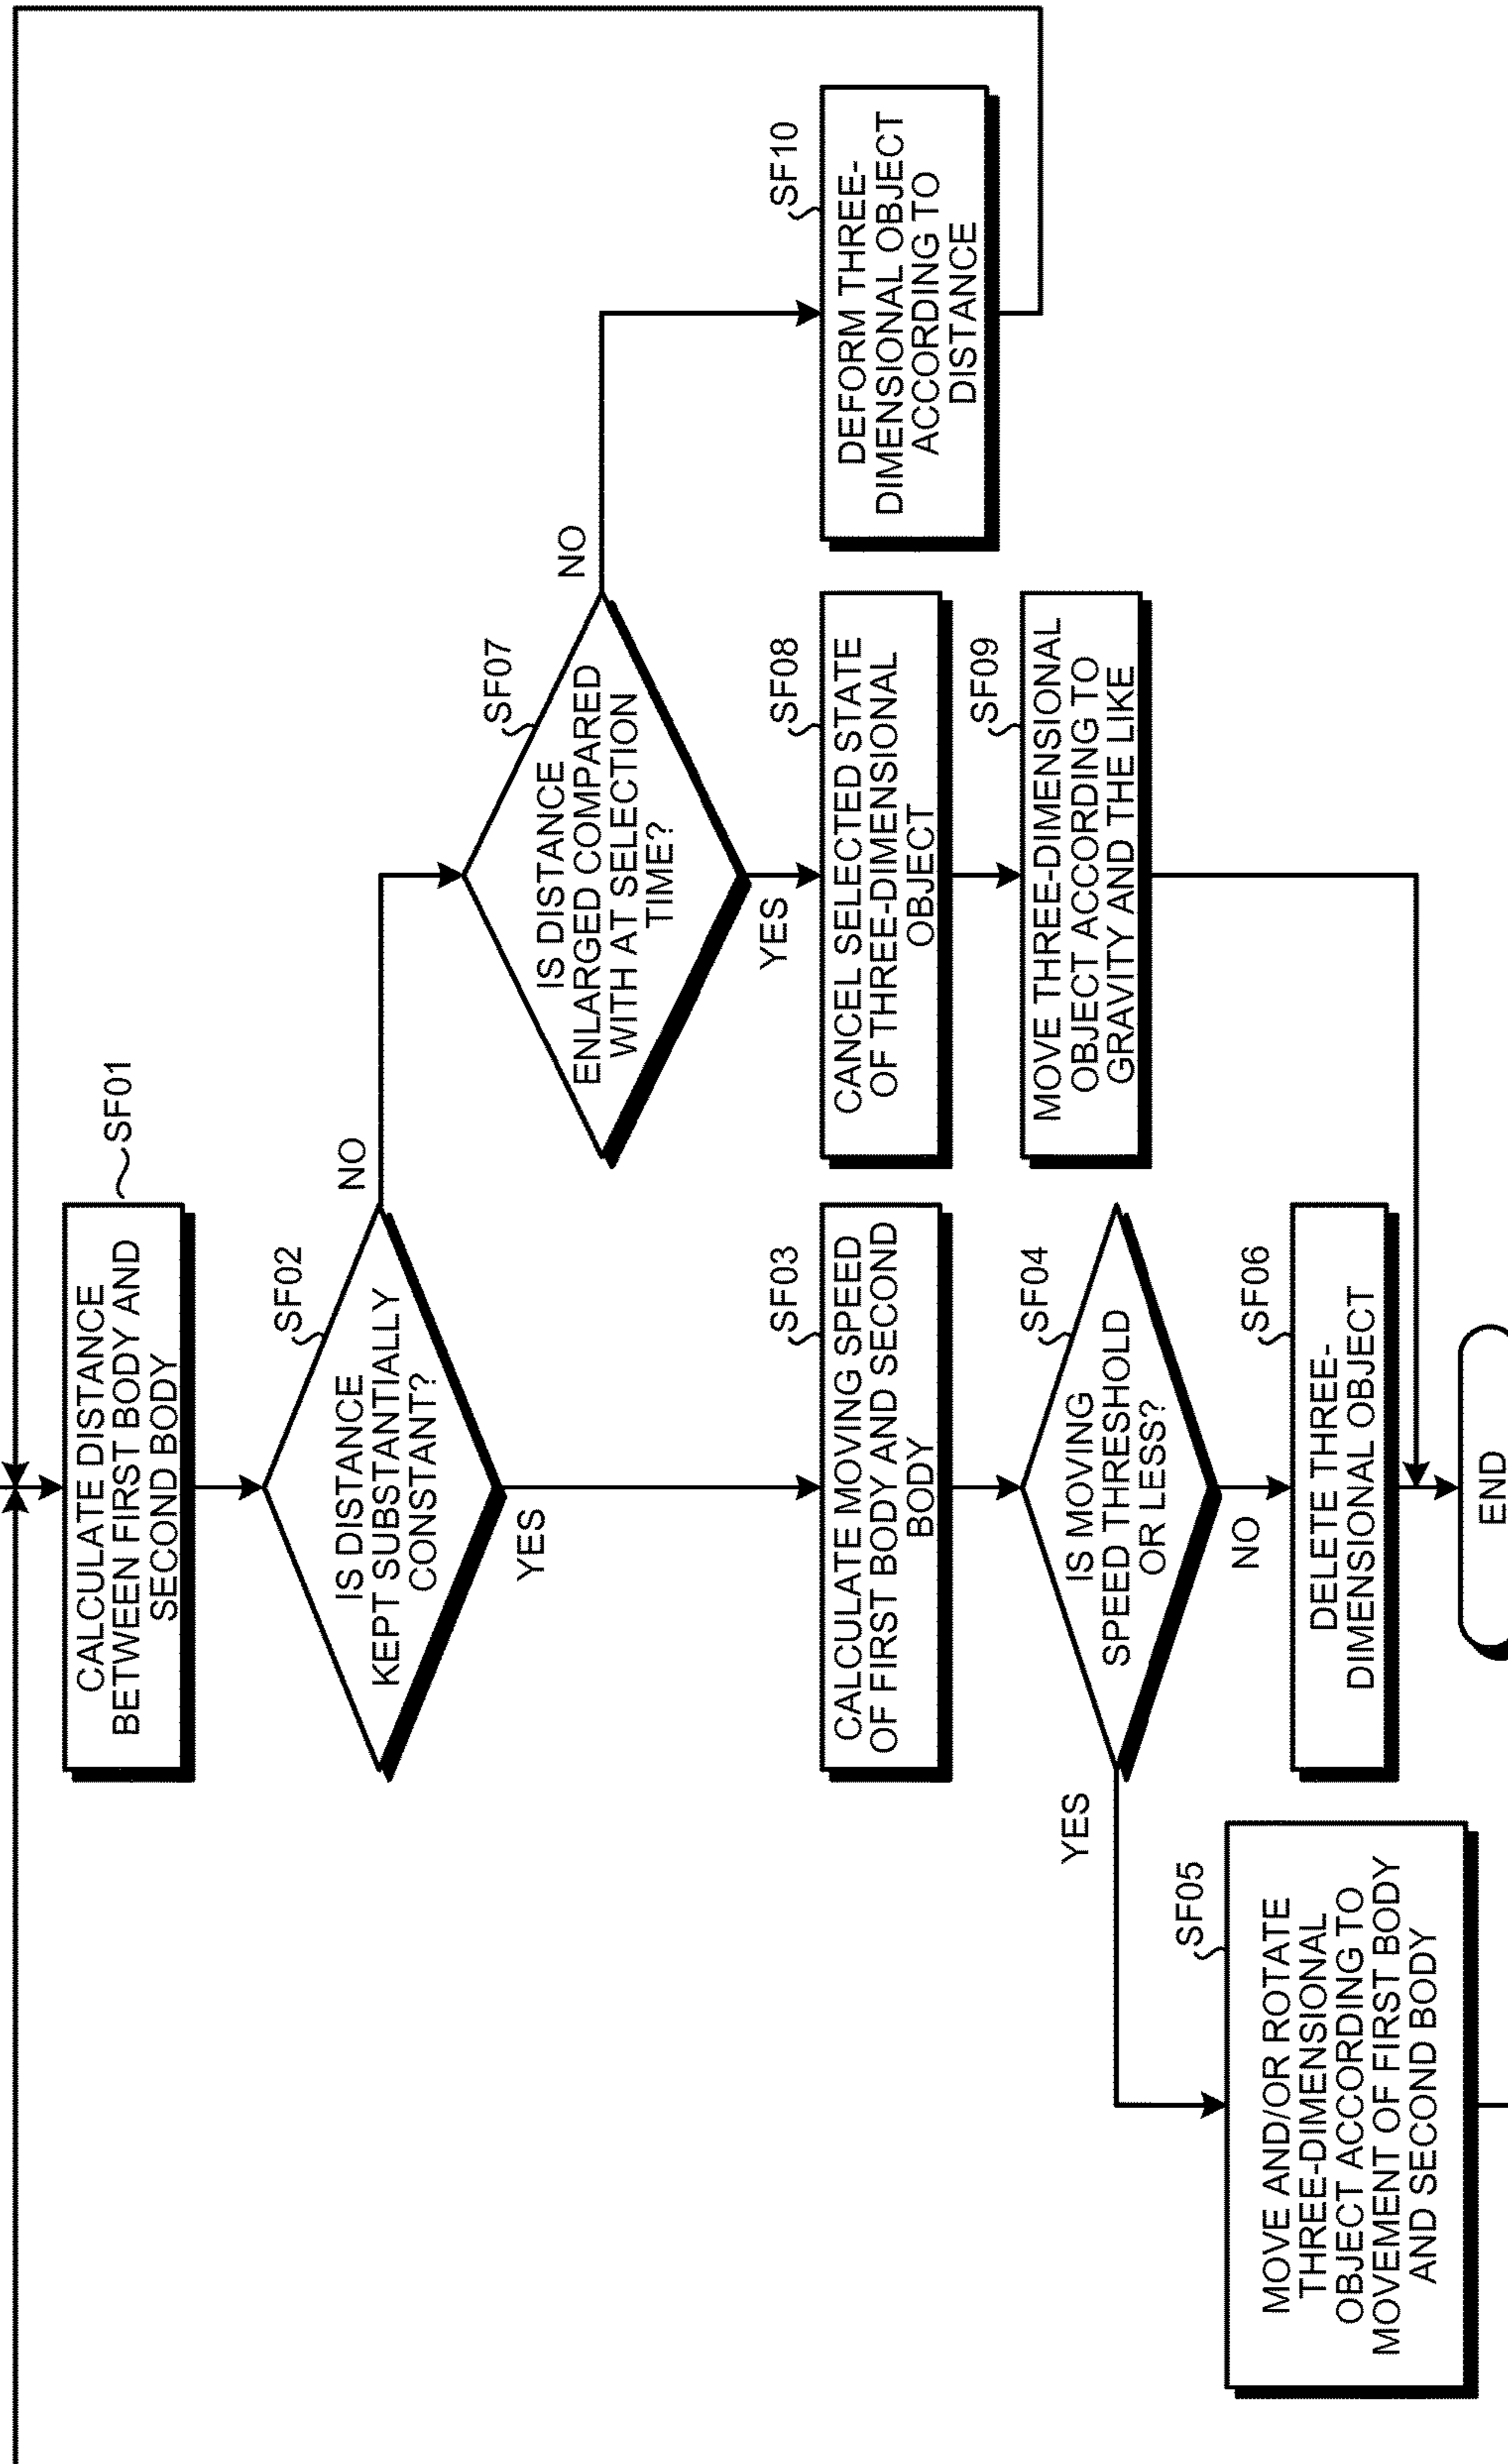 CALCULATE DISTANCE
BETWEEN FIRST BODY AND
SECOND BODY
SF01
IS DISTANCE
KEPT SUBSTANTIALLY
CONSTANT?
SF02
NO
YES
CALCULATE MOVING SPEED
OF FIRST BODY AND SECOND
BODY
SF03
IS MOVING
SPEED THRESHOLD
OR LESS?
SF04
YES
NO
MOVE AND/OR ROTATE
THREE-DIMENSIONAL
OBJECT ACCORDING TO
MOVEMENT OF FIRST BODY
AND SECOND BODY
SF05
DELETE THREE-
DIMENSIONAL OBJECT
SF06
IS DISTANCE
ENLARGED COMPARED
WITH AT SELECTION
TIME?
SF07
NO
YES
CANCEL SELECTED STATE
OF THREE-DIMENSIONAL
OBJECT
SF08
MOVE THREE-DIMENSIONAL
OBJECT ACCORDING TO
GRAVITY AND THE LIKE
SF09
DEFORM THREE-
DIMENSIONAL OBJECT
ACCORDING TO
DISTANCE
SF10
END